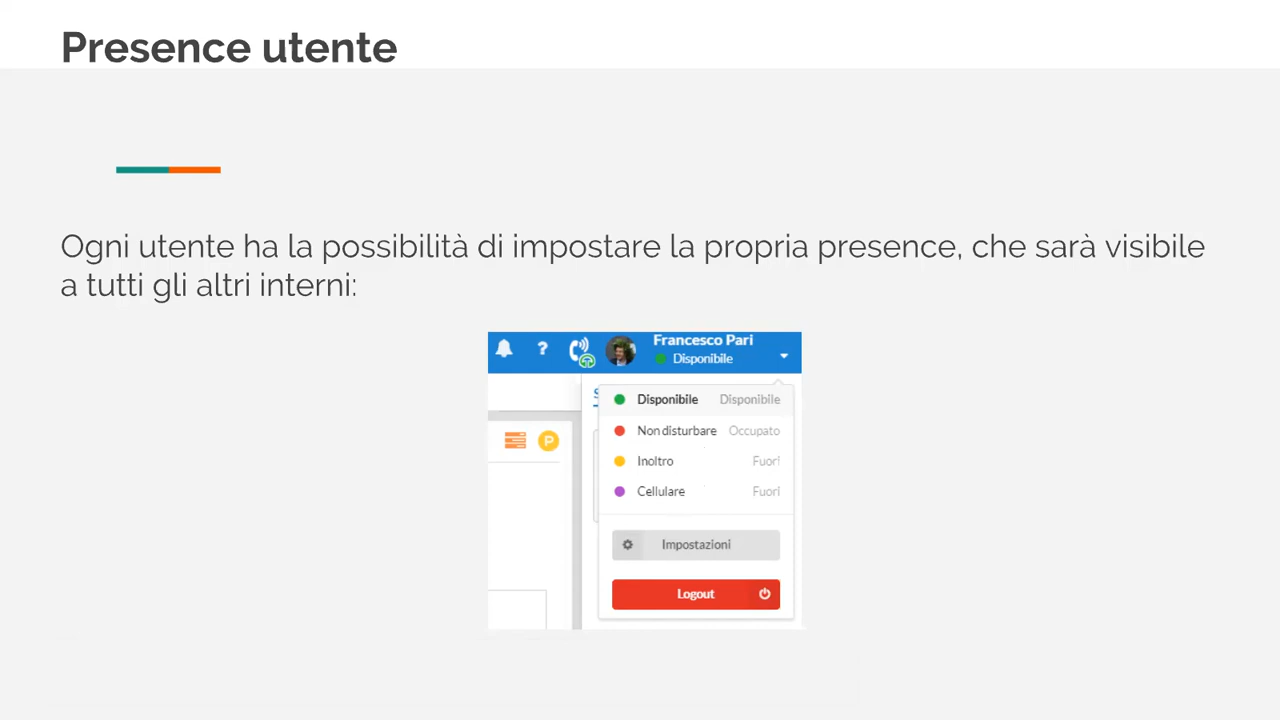 Presence utente
Ogni utente ha la possibilità di impostare la propria presence, che sarà visibile
a tutti gli altri interni:
? Francesco Pari
Disponibile
S
Disponibile Disponibile
P
Non disturbare Occupato
Inoltro Fuori
Cellulare Fuori
Impostazioni
Logout